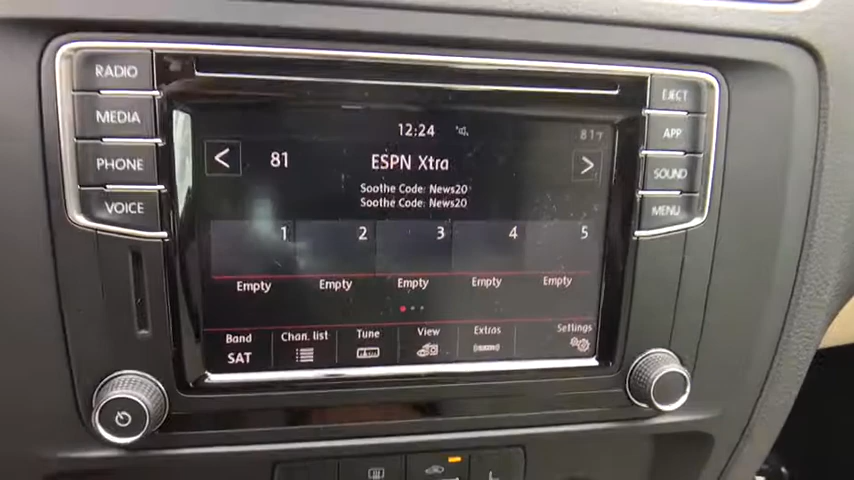 RADIO
MEDIA
PHONE
VOICE
EJECT
APP
SOUND
MENU
12:24
81°F
< 81 ESPN Xtra >
Soothe Code: News20
Soothe Code: News20
1 2 3 4 5
Empty Empty Empty Empty Empty
Band Chan. list Tune View Extras Settings
SAT